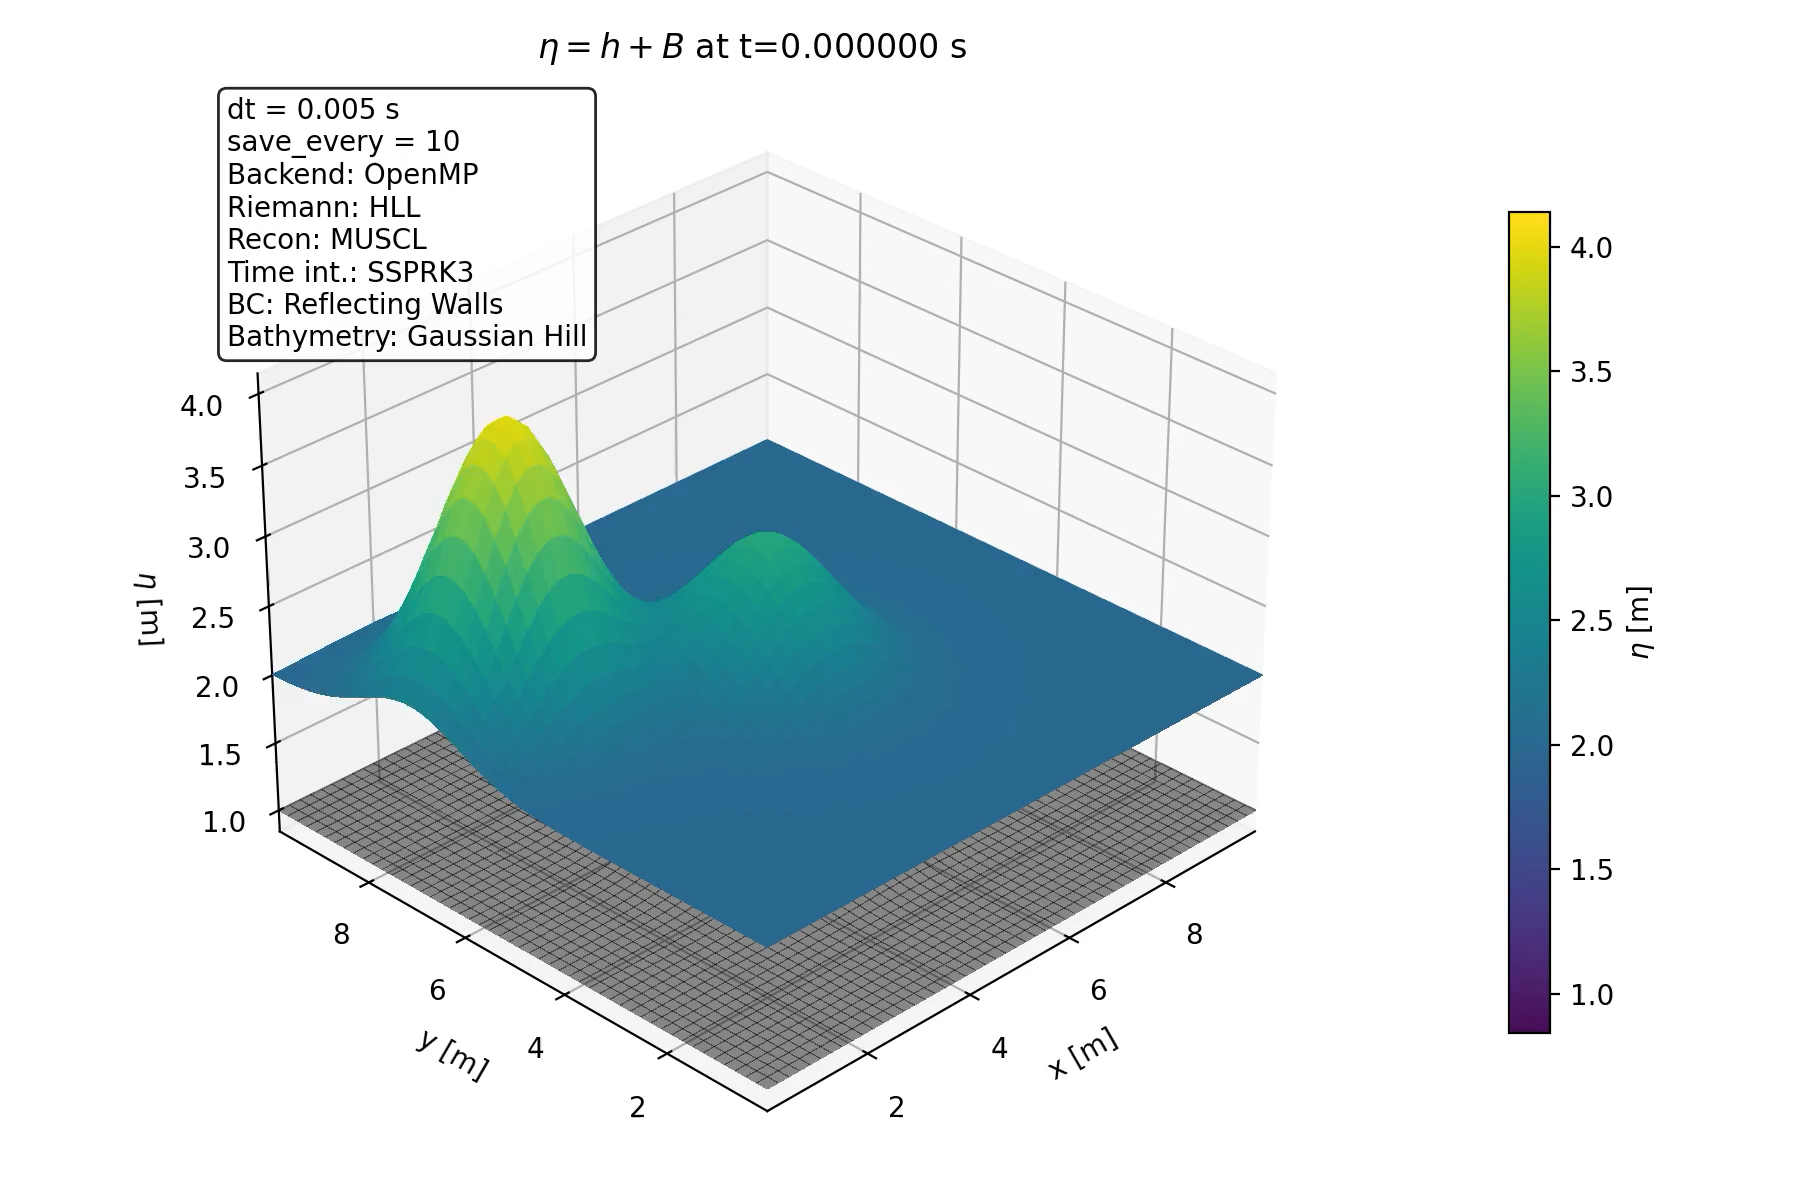 η = h + B at t=0.000000 s
dt = 0.005 s
save_every = 10
Backend: OpenMP
Riemann: HLL
Recon: MUSCL
Time int.: SSPRK3
BC: Reflecting Walls
Bathymetry: Gaussian Hill
4.0
3.5
3.0
2.5
2.0
1.5
1.0
η [m]
8
6
4
2
y [m]
2
4
6
8
x [m]
4.0
3.5
3.0
2.5
2.0
1.5
1.0
η [m]